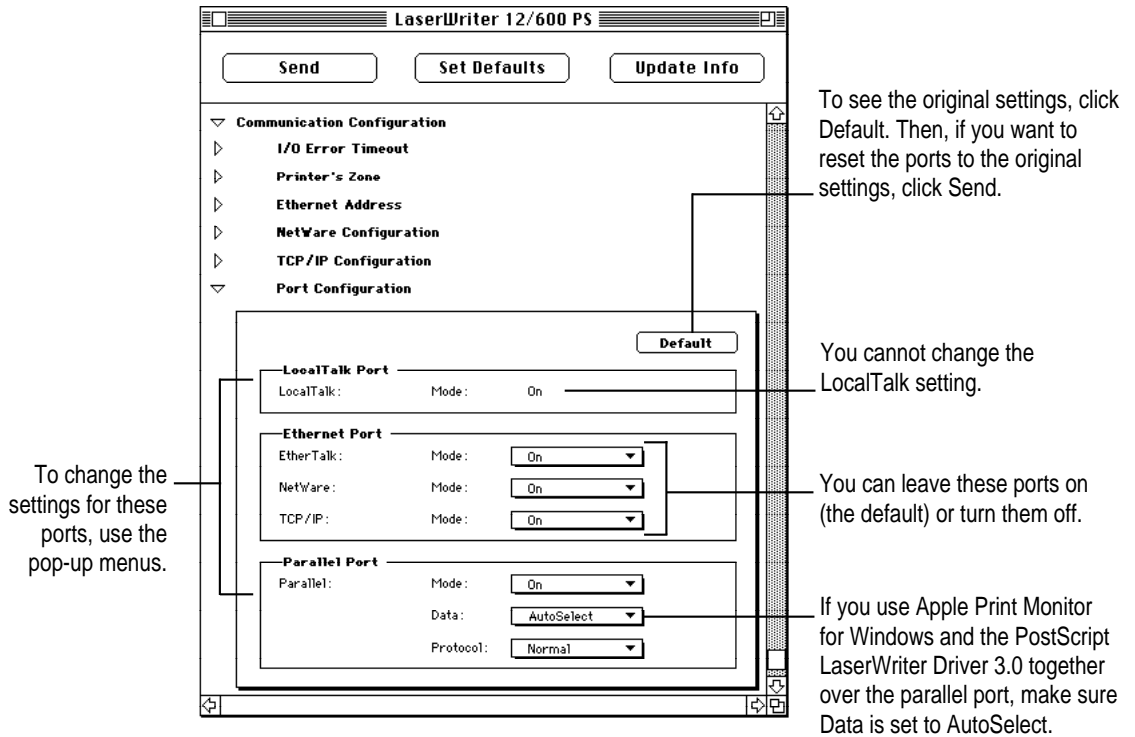 LaserWriter 12/600 PS
Send Set Defaults Update Info
Communication Configuration
I/O Error Timeout
Printer's Zone
Ethernet Address
NetWare Configuration
TCP/IP Configuration
Port Configuration
Default
LocalTalk Port
LocalTalk: Mode: On
Ethernet Port
EtherTalk: Mode: On
NetWare: Mode: On
TCP/IP: Mode: On
Parallel Port
Parallel: Mode: On
Data: AutoSelect
Protocol: Normal
To change the
settings for these
ports, use the
pop-up menus.
To see the original settings, click
Default. Then, if you want to
reset the ports to the original
settings, click Send.
You cannot change the
LocalTalk setting.
You can leave these ports on
(the default) or turn them off.
If you use Apple Print Monitor
for Windows and the PostScript
LaserWriter Driver 3.0 together
over the parallel port, make sure
Data is set to AutoSelect.